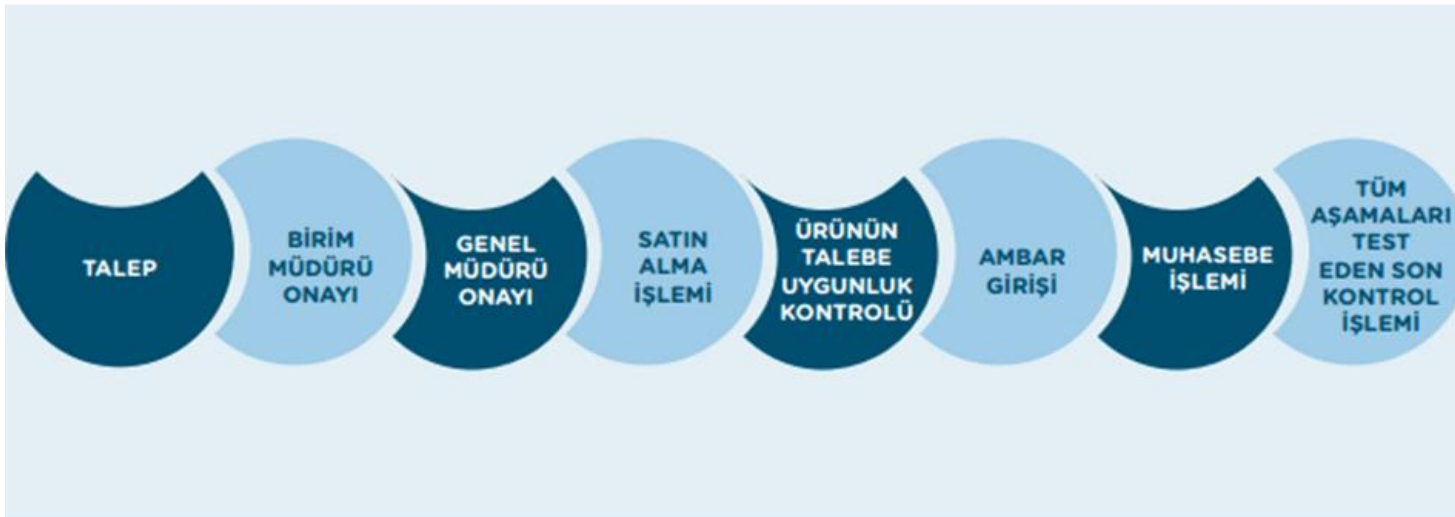 TALEP
BİRİM
MÜDÜRÜ
ONAYI
GENEL
MÜDÜRÜ
ONAYI
SATIN
ALMA
İŞLEMİ
ÜRÜNÜN
TALEBE
UYGUNLUK
KONTROLÜ
AMBAR
GİRİŞİ
MUHASEBE
İŞLEMİ
TÜM
AŞAMALARI
TEST
EDEN SON
KONTROL
İŞLEMİ